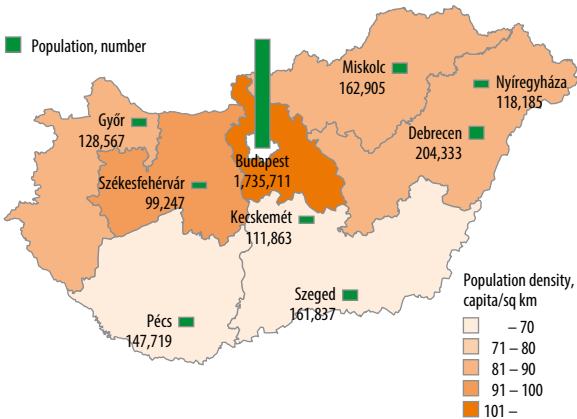 Population, number
Miskolc
162,905
Nyíregyháza
118,185
Győr
128,567
Debrecen
204,333
Budapest
1,735,711
Székesfehérvár
99,247
Kecskemét
111,863
Szeged
161,837
Pécs
147,719
Population density,
capita/sq km
– 70
71 – 80
81 – 90
91 – 100
101 –